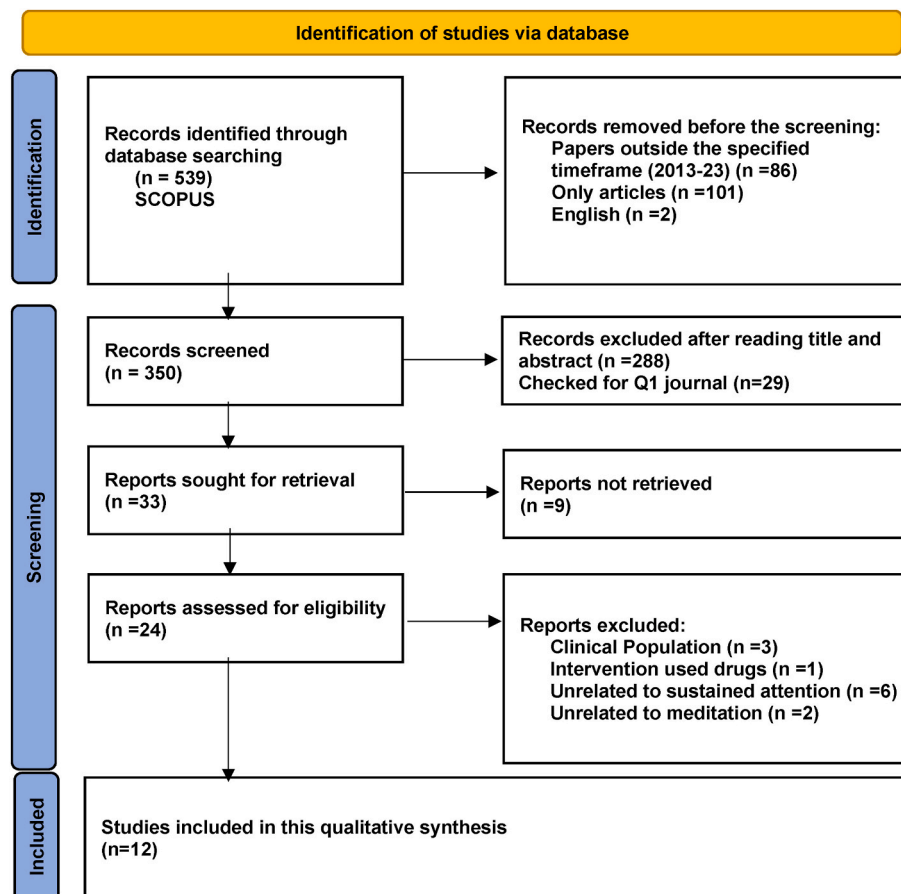 Identification of studies via database
Identification
Records identified through
database searching
(n = 539)
SCOPUS
Records removed before the screening:
Papers outside the specified
timeframe (2013-23) (n =86)
Only articles (n =101)
English (n =2)
Screening
Records screened
(n = 350)
Records excluded after reading title and
abstract (n =288)
Checked for Q1 journal (n=29)
Reports sought for retrieval
(n =33)
Reports not retrieved
(n =9)
Reports assessed for eligibility
(n =24)
Reports excluded:
Clinical Population (n =3)
Intervention used drugs (n =1)
Unrelated to sustained attention (n =6)
Unrelated to meditation (n =2)
Included
Studies included in this qualitative synthesis
(n=12)